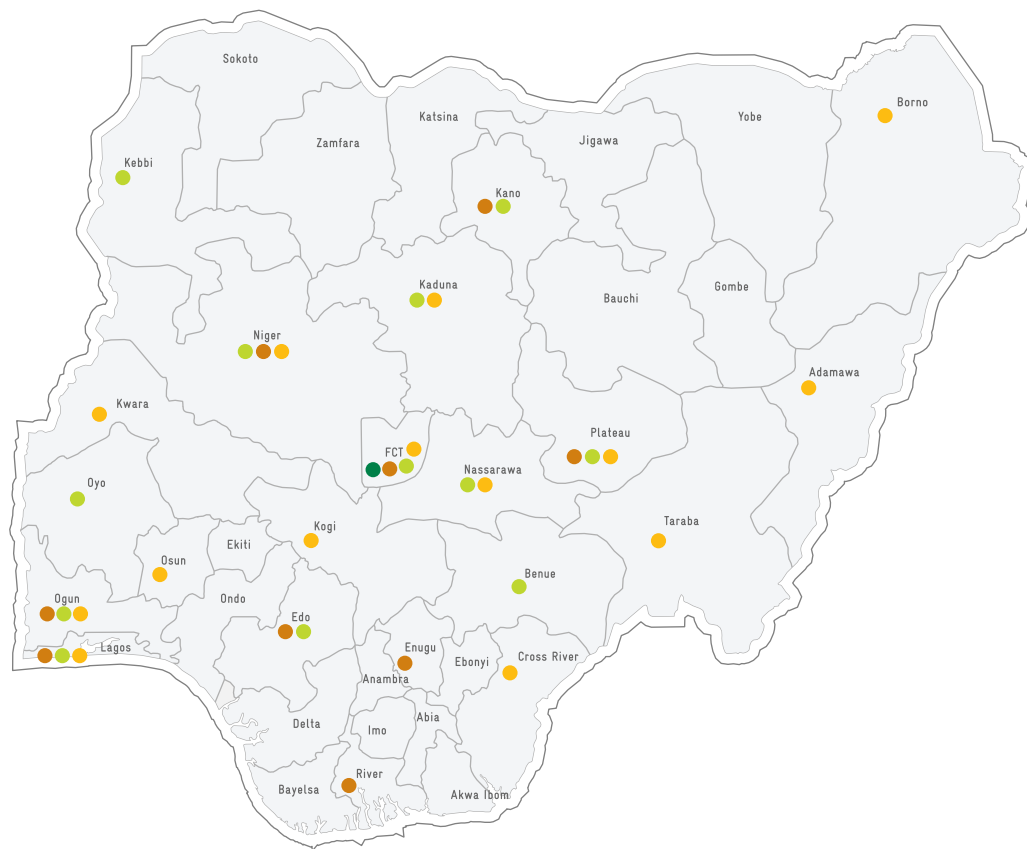 Sokoto
Borno
Katsina
Yobe
Zamfara
Jigawa
Kebbi
Kano
Kaduna
Gombe
Bauchi
Niger
Adamawa
Kwara
Plateau
FCT
Nassarawa
Oyo
Taraba
Kogi
Ekiti
Osun
Benue
Ogun
Ondo
Edo
Lagos
Enugu
Cross River
Ebonyi
Anambra
Abia
Delta
Imo
River
Bayelsa
Akwa Ibom